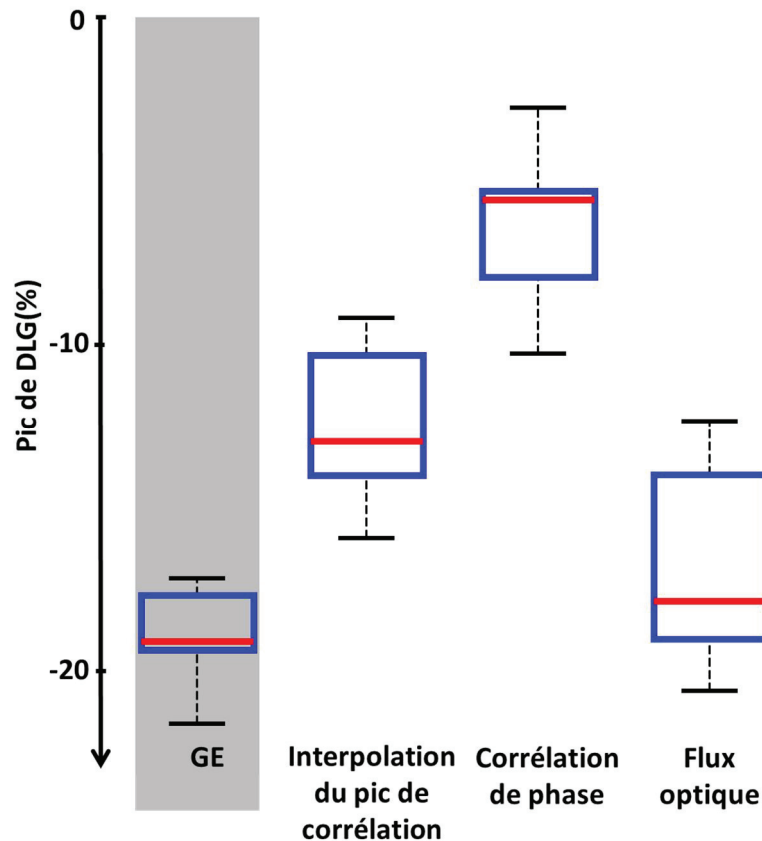 0
-10
-20
Pic de DLG(%)
GE
Interpolation
du pic de
corrélation
Corrélation
de phase
Flux
optique